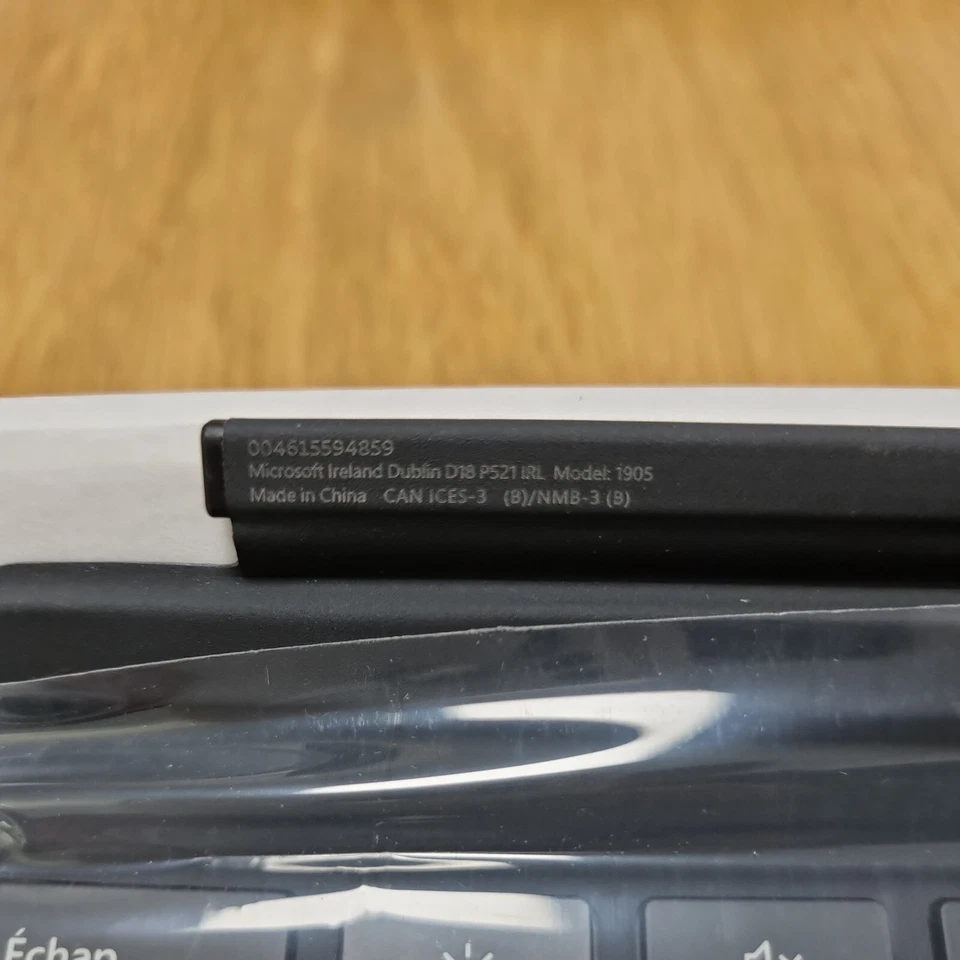 004615594859
Microsoft Ireland Dublin D18 P521 IRL Model: 1905
Made in China CAN ICES-3 (B)/NMB-3 (B)
Échap